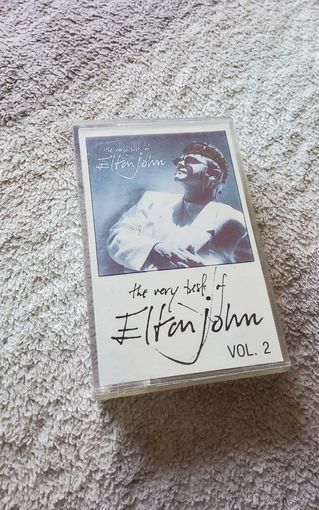 the very best of
Elton John
the very best of
Elton John
VOL. 2